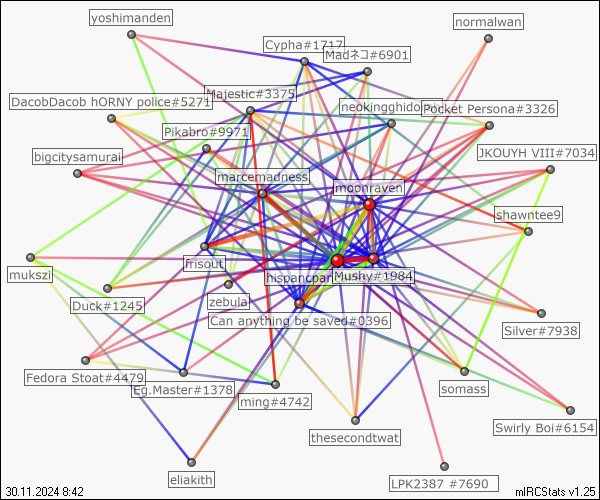 yoshimanden
normalwan
Cypha#1717
Madネコ#6901
Majestic#3375
DacobDacob hORNY police#5271
neokingghido
Pocket Persona#3326
Pikabro#9971
bigcitysamurai
JKOUYH VIII#7034
marcemadness
moonraven
shawntee9
frisout
mukszi
hispancpar
Mushy#1984
zebula
Duck#1245
Can anything be saved#0396
Silver#7938
Fedora Stoat#4479
Eg.Master#1378
ming#4742
somass
Swirly Boi#6154
thesecondtwat
eliakith
LPK2387 #7690
30.11.2024 8:42
mIRCStats v1.25